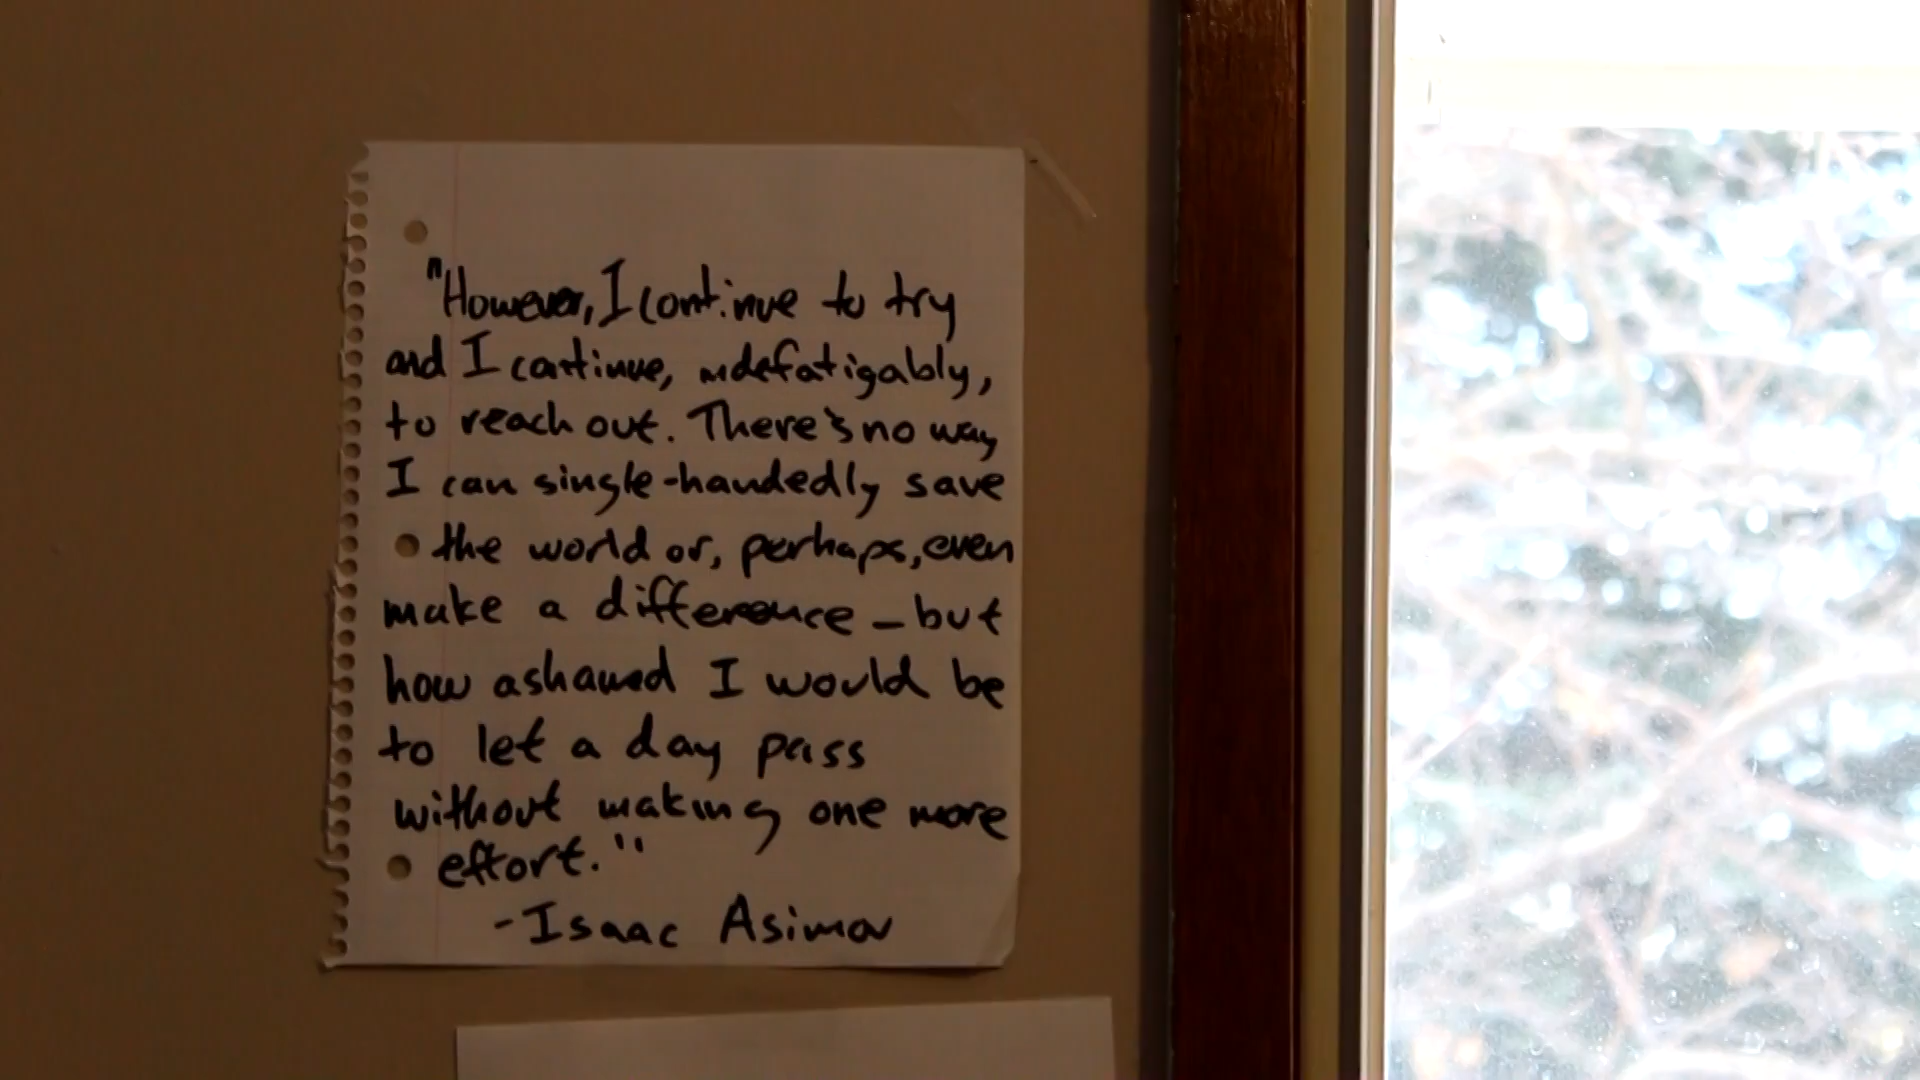 "However, I continue to try
and I continue, indefatigably,
to reach out. There's no way
I can single-handedly save
the world or, perhaps, even
make a difference - but
how ashamed I would be
to let a day pass
without making one more
effort."
- Isaac Asimov